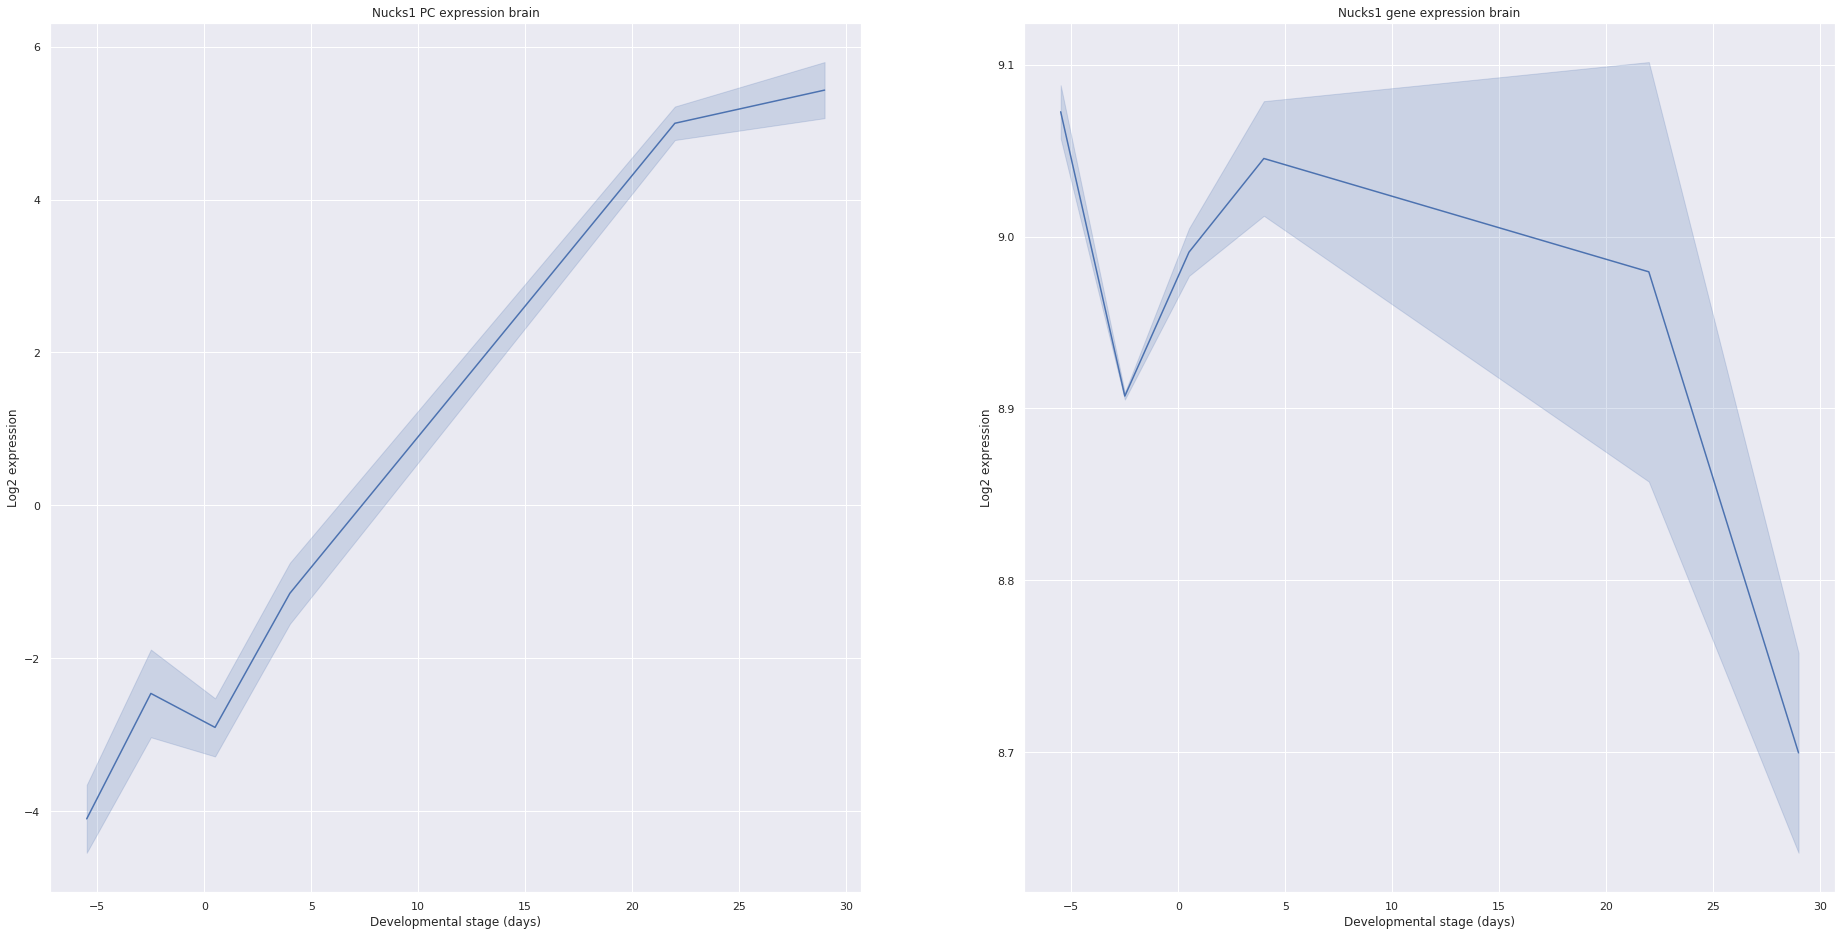 Nucks1 PC expression brain
6
4
2
0
−2
−4
Log2 expression
−5 0 5 10 15 20 25 30
Developmental stage (days)
Nucks1 gene expression brain
9.1
9.0
8.9
8.8
8.7
Log2 expression
−5 0 5 10 15 20 25 30
Developmental stage (days)